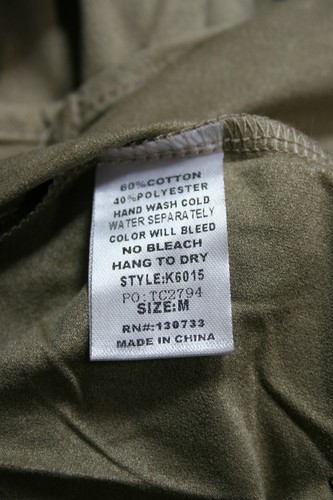 60%COTTON
40%POLYESTER
HAND WASH COLD
WATER SEPARATELY
COLOR WILL BLEED
NO BLEACH
HANG TO DRY
STYLE:K6015
PO:TC2794
SIZE:M
RN#:130733
MADE IN CHINA